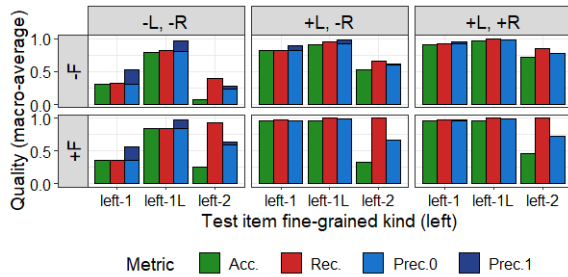 -L, -R
+L, -R
+L, +R
Quality (macro-average)
-F
1.0
0.5
0.0
+F
1.0
0.5
0.0
left-1 left-1L left-2
left-1 left-1L left-2
left-1 left-1L left-2
Test item fine-grained kind (left)
Metric Acc. Rec. Prec.0 Prec.1